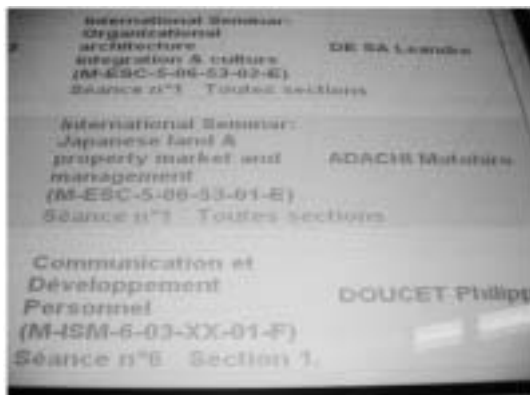 International Seminar:
Organizational
architecture
integration & culture
(M-ESC-5-06-53-02-E)
DE SA Leandro
Séance n°1 Toutes sections
International Seminar:
Japanese land &
property market and
management
(M-ESC-5-06-53-01-E)
ADACHI
Séance n°1 Toutes sections
Communication et
Développement
Personnel
(M-ISM-6-03-XX-01-F)
DOUCET Philipp
Séance n°6 Section 1,